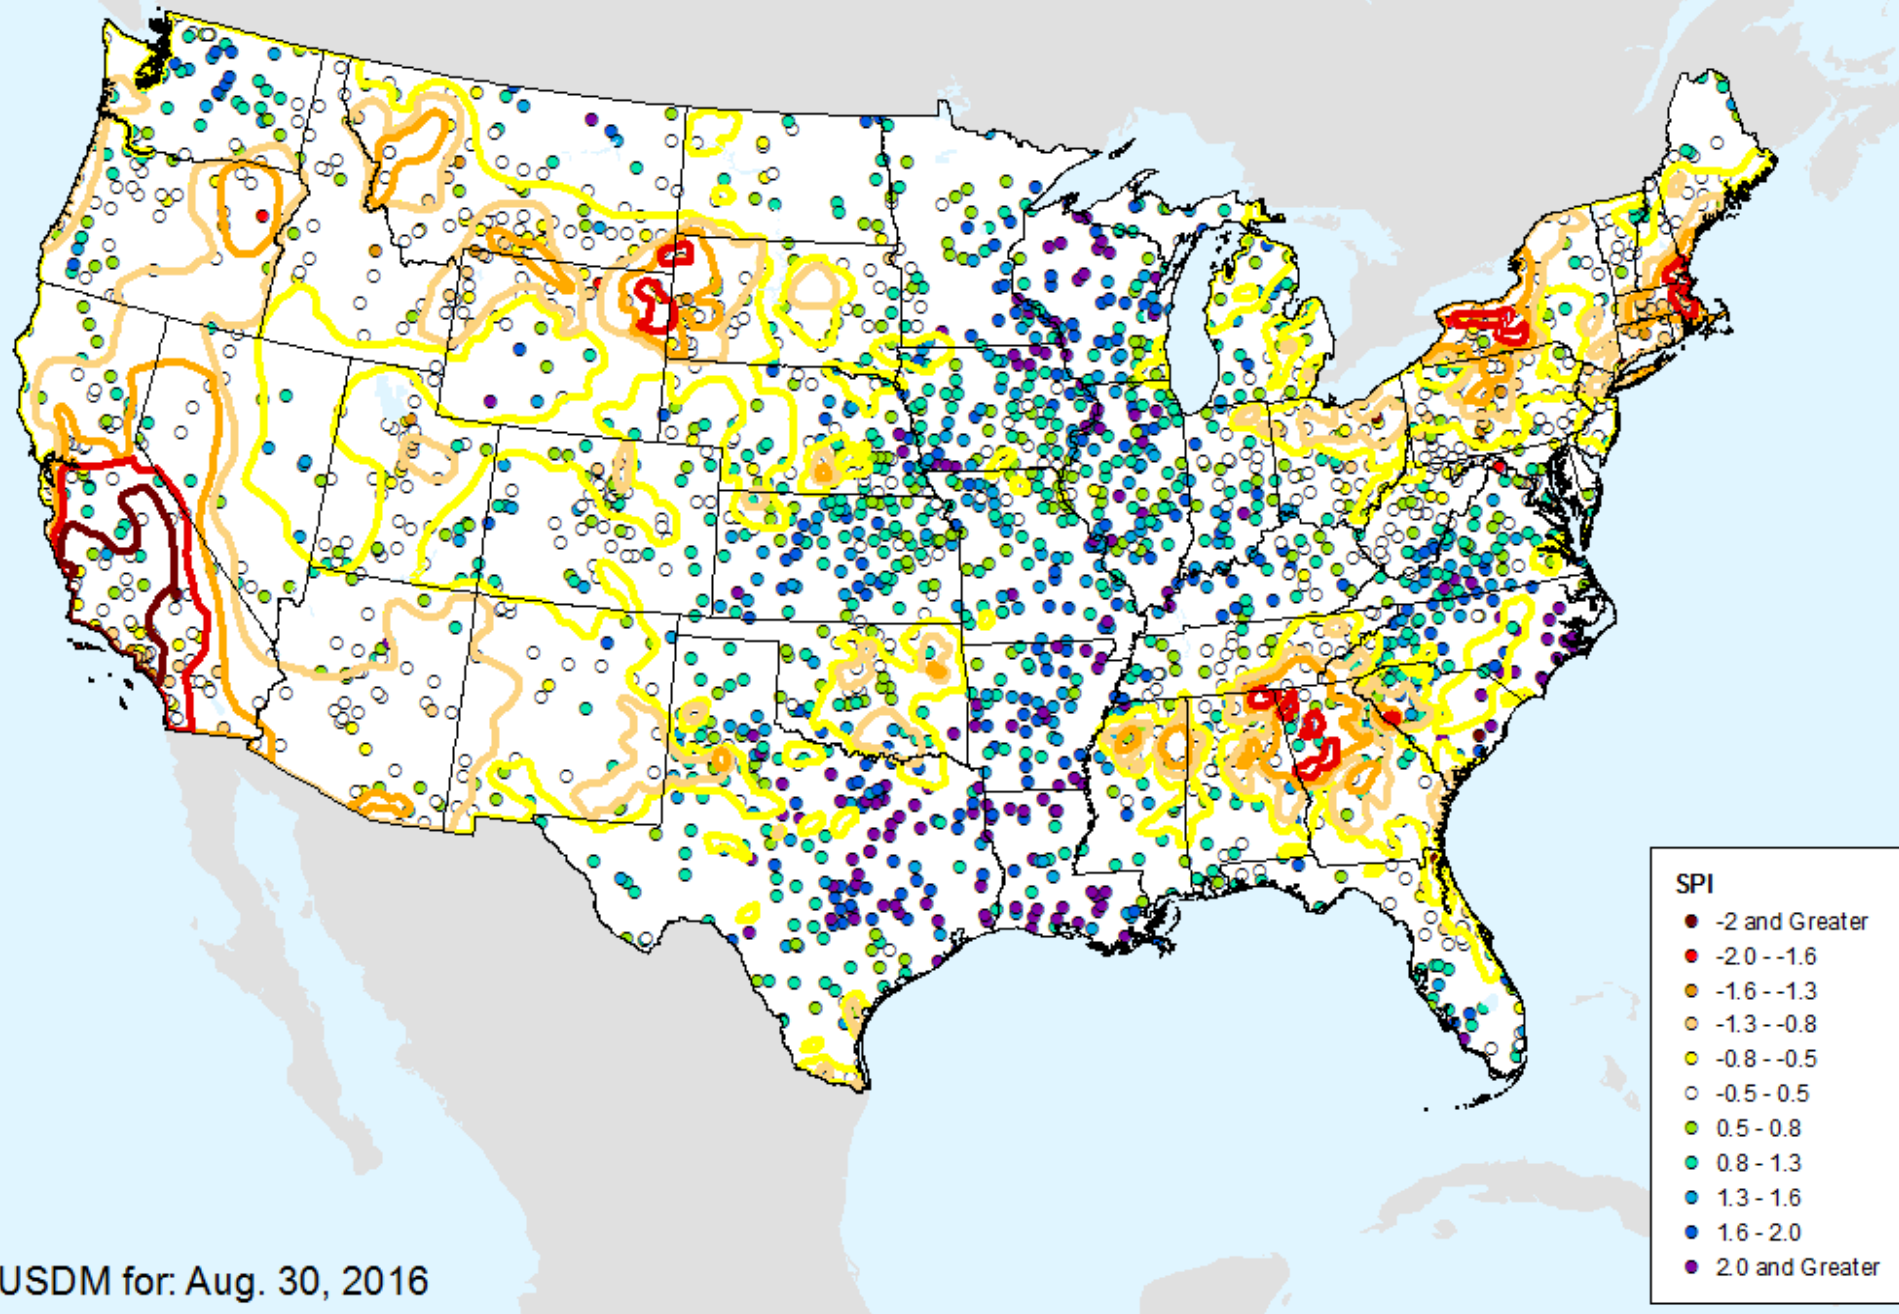 SPI
-2 and Greater
-2.0 - -1.6
-1.6 - -1.3
-1.3 - -0.8
-0.8 - -0.5
-0.5 - 0.5
0.5 - 0.8
0.8 - 1.3
1.3 - 1.6
1.6 - 2.0
2.0 and Greater
USDM for: Aug. 30, 2016